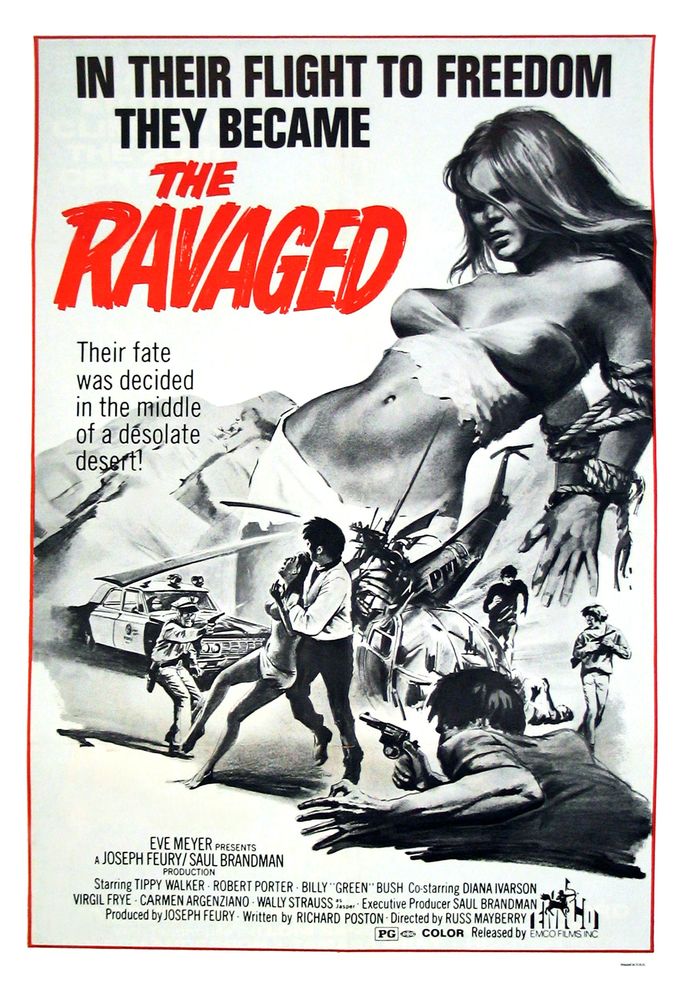 IN THEIR FLIGHT TO FREEDOM
THEY BECAME
THE
RAVAGED
Their fate
was decided
in the middle
of a desolate
desert!
EVE MEYER PRESENTS
A JOSEPH FEURY/SAUL BRANDMAN
PRODUCTION
Starring TIPPY WALKER · ROBERT PORTER · BILLY "GREEN" BUSH Co-starring DIANA IVARSON
VIRGIL FRYE · CARMEN ARGENZIANO · WALLY STRAUSS as Jasper · Executive Producer SAUL BRANDMAN
Produced by JOSEPH FEURY · Written by RICHARD POSTON · Directed by RUSS MAYBERRY
PG COLOR Released by EMCO FILMS, INC.
EMCO